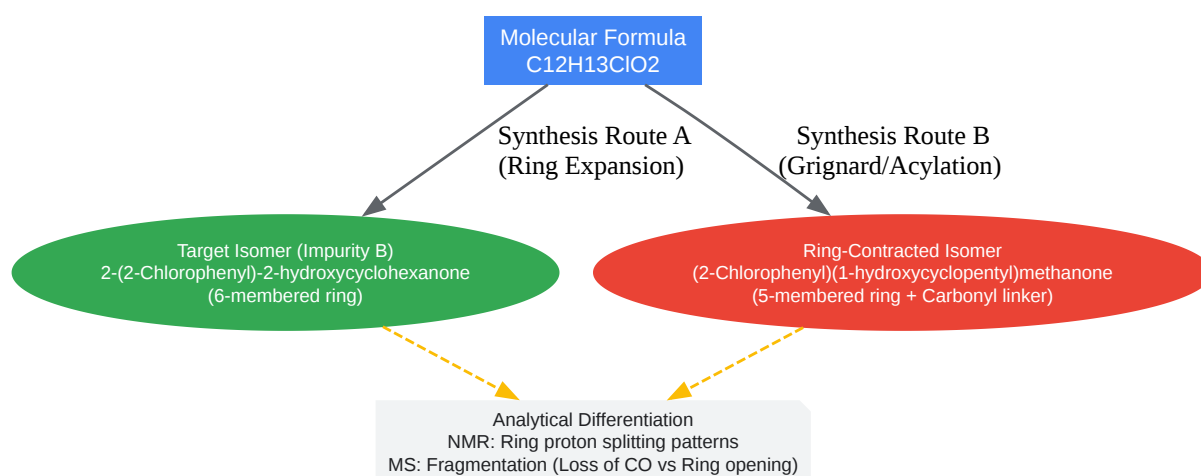 Molecular Formula
C12H13ClO2
Synthesis Route A
(Ring Expansion)
Synthesis Route B
(Grignard/Acylation)
Target Isomer (Impurity B)
2-(2-Chlorophenyl)-2-hydroxycyclohexanone
(6-membered ring)
Ring-Contracted Isomer
(2-Chlorophenyl)(1-hydroxycyclopentyl)methanone
(5-membered ring + Carbonyl linker)
Analytical Differentiation
NMR: Ring proton splitting patterns
MS: Fragmentation (Loss of CO vs Ring opening)